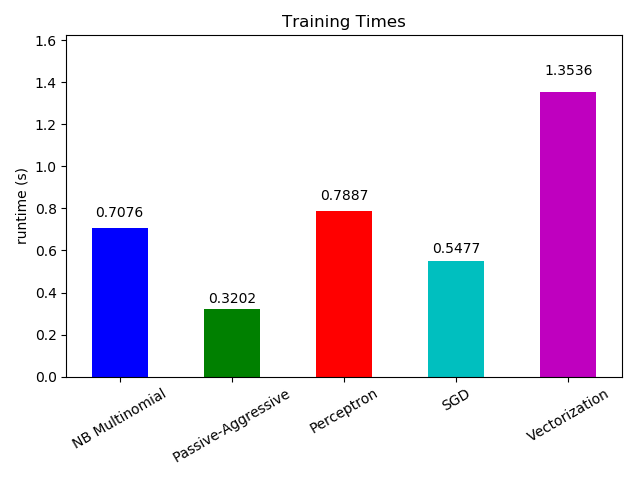 Training Times
runtime (s)
1.6
1.4
1.2
1.0
0.8
0.6
0.4
0.2
0.0
0.7076
0.3202
0.7887
0.5477
1.3536
NB Multinomial
Passive-Aggressive
Perceptron
SGD
Vectorization